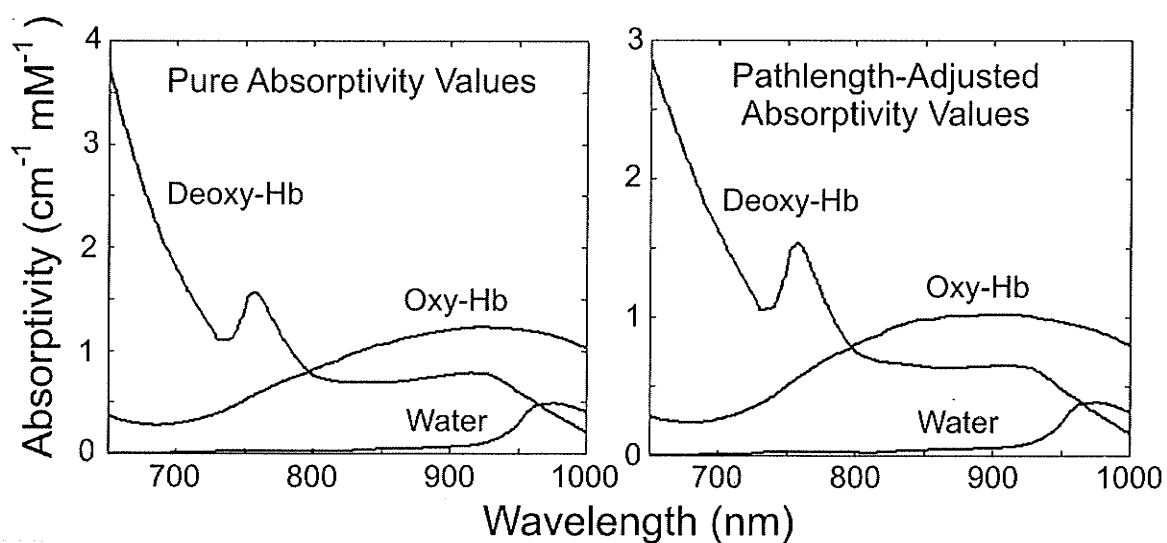 Absorptivity (cm⁻¹ mM⁻¹)
4
3
2
1
0
Pure Absorptivity Values
Deoxy-Hb
Oxy-Hb
Water
700 800 900 1000
3
2
1
0
Pathlength-Adjusted
Absorptivity Values
Deoxy-Hb
Oxy-Hb
Water
700 800 900 1000
Wavelength (nm)